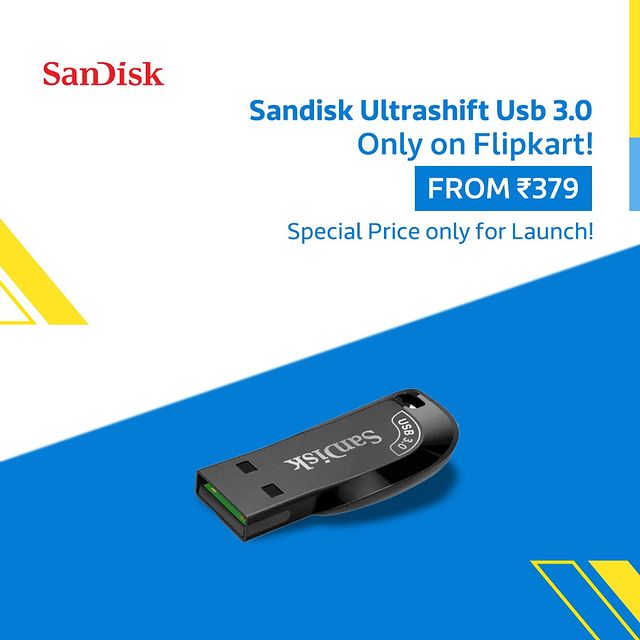 SanDisk
Sandisk Ultrashift Usb 3.0
Only on Flipkart!
FROM ₹379
Special Price only for Launch!
USB 3.0
SanDisk